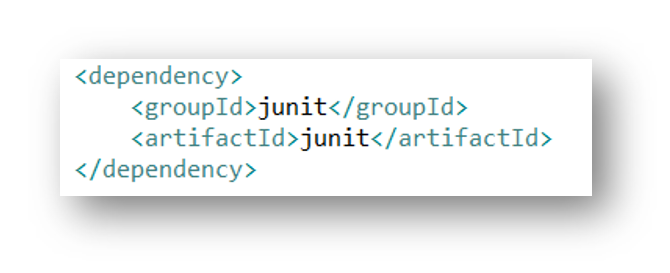 <dependency>
    <groupId>junit</groupId>
    <artifactId>junit</artifactId>
</dependency>